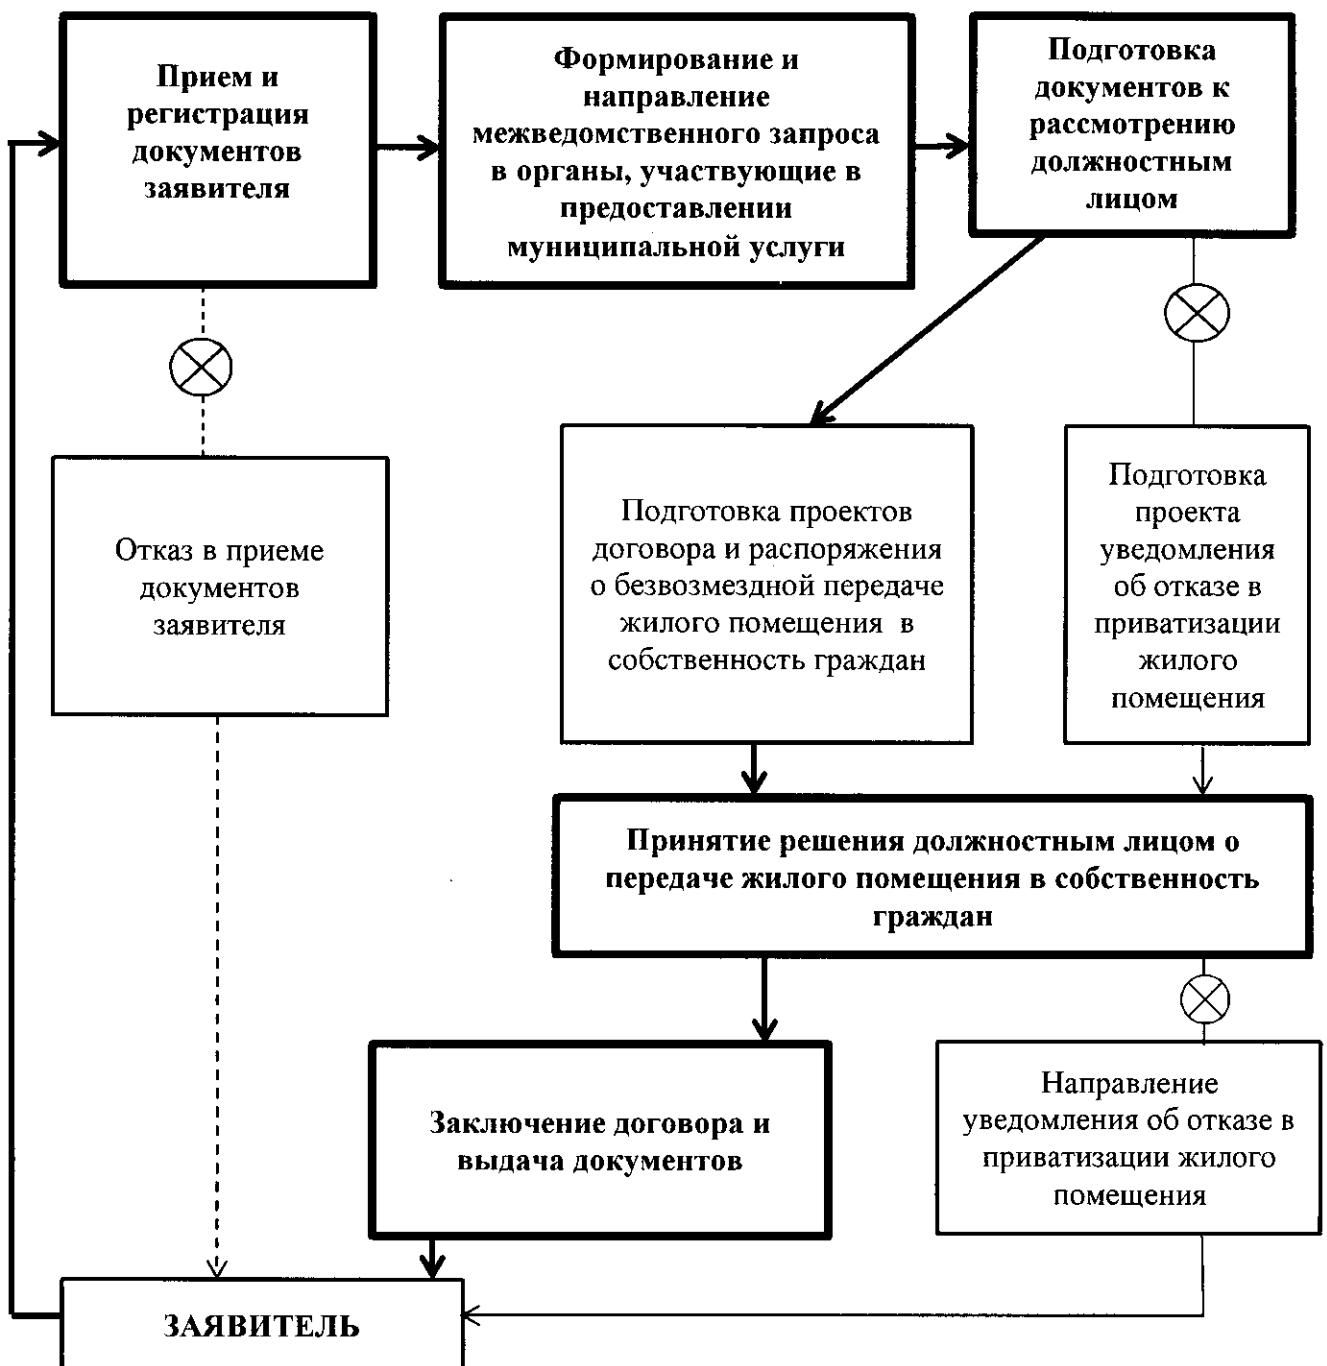 Прием и
регистрация
документов
заявителя
Формирование и
направление
межведомственного запроса
в органы, участвующие в
предоставлении
муниципальной услуги
Подготовка
документов к
рассмотрению
должностным
лицом
Отказ в приеме
документов
заявителя
Подготовка проектов
договора и распоряжения
о безвозмездной передаче
жилого помещения в
собственность граждан
Подготовка
проекта
уведомления
об отказе в
приватизации
жилого
помещения
Принятие решения должностным лицом о
передаче жилого помещения в собственность
граждан
Заключение договора и
выдача документов
Направление
уведомления об отказе в
приватизации жилого
помещения
ЗАЯВИТЕЛЬ